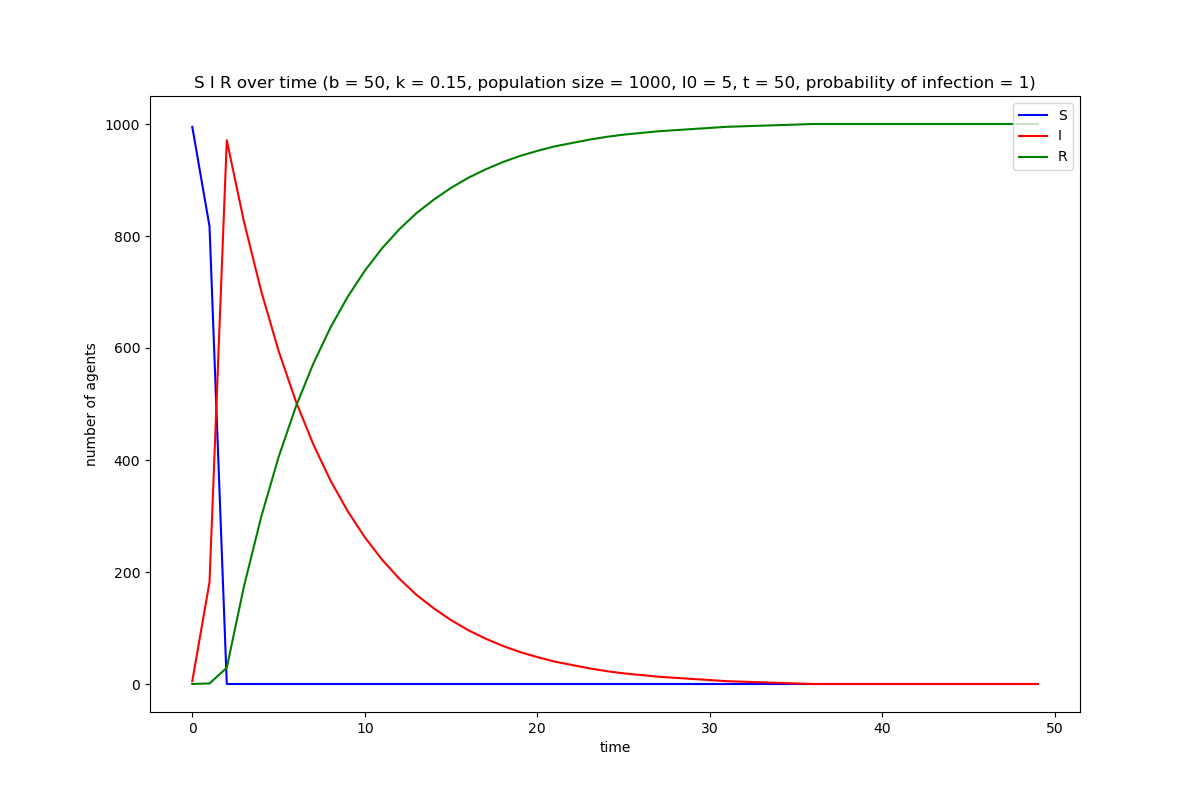 S I R over time (b = 50, k = 0.15, population size = 1000, I0 = 5, t = 50, probability of infection = 1)
S
I
R
number of agents
1000
800
600
400
200
0
0 10 20 30 40 50
time